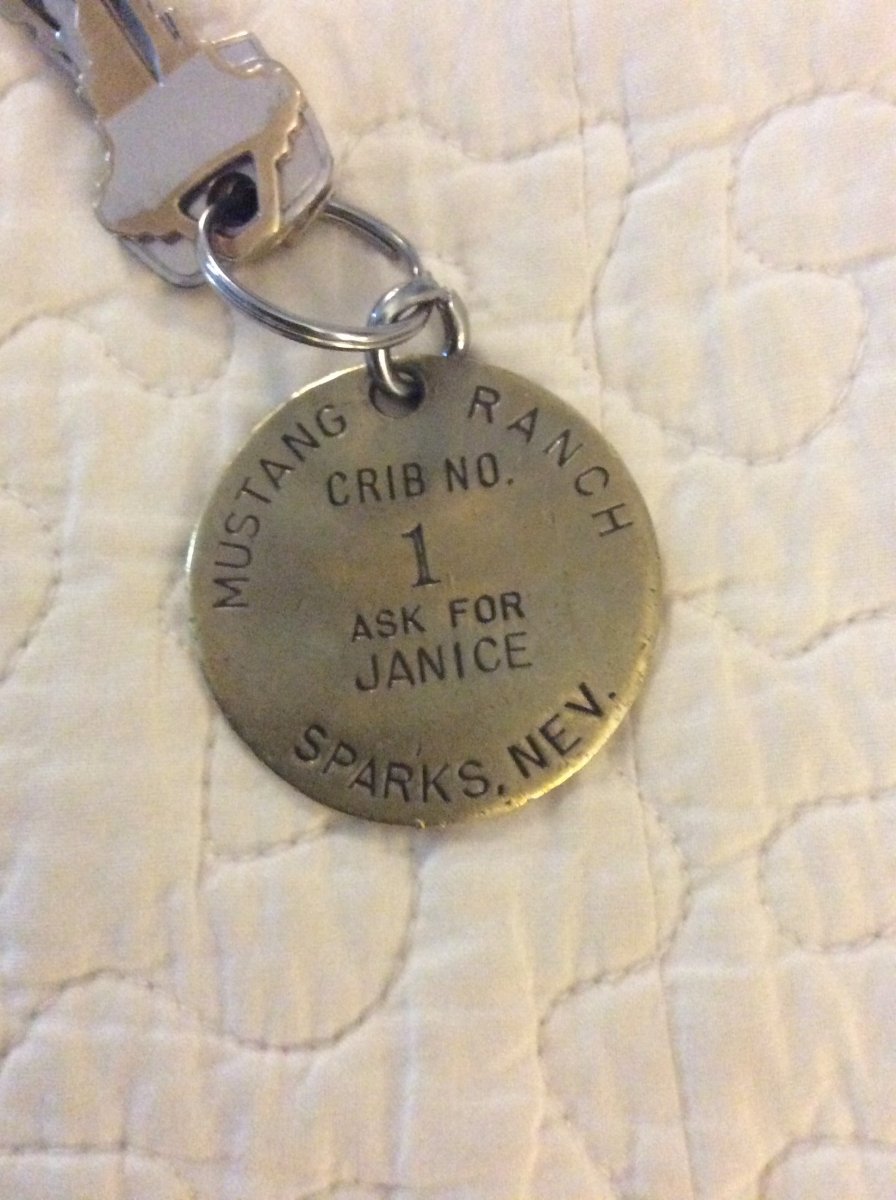 MUSTANG RANCH
CRIB NO.
1
ASK FOR
JANICE
SPARKS, NEV.